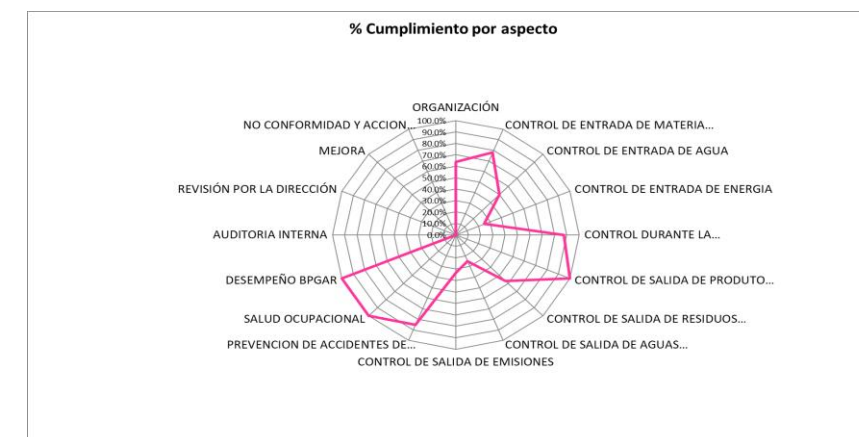 % Cumplimiento por aspecto
ORGANIZACIÓN
100.0%
90.0%
80.0%
70.0%
60.0%
50.0%
40.0%
30.0%
20.0%
10.0%
0.0%
CONTROL DE ENTRADA DE MATERIA...
CONTROL DE ENTRADA DE AGUA
CONTROL DE ENTRADA DE ENERGIA
CONTROL DURANTE LA...
CONTROL DE SALIDA DE PRODUTO...
CONTROL DE SALIDA DE RESIDUOS...
CONTROL DE SALIDA DE AGUAS...
CONTROL DE SALIDA DE EMISIONES
PREVENCION DE ACCIDENTES DE...
SALUD OCUPACIONAL
DESEMPEÑO BPGAR
AUDITORIA INTERNA
REVISIÓN POR LA DIRECCIÓN
MEJORA
NO CONFORMIDAD Y ACCION...